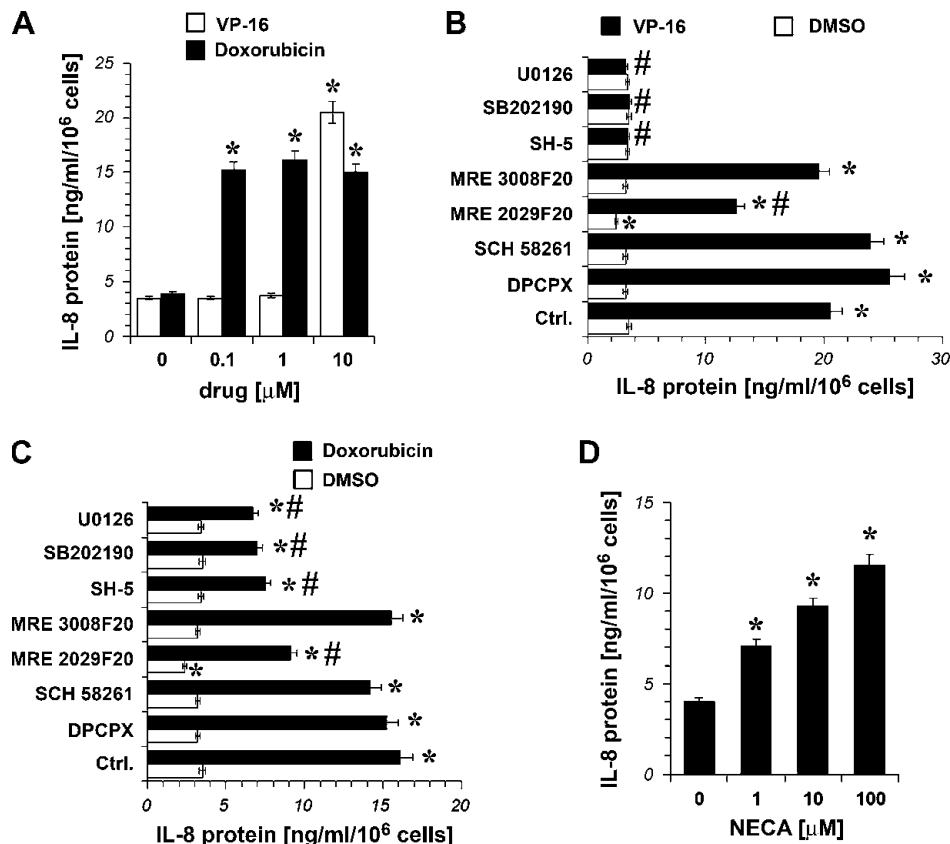 A
VP-16
Doxorubicin
IL-8 protein [ng/ml/10⁶ cells]
25
20
15
10
5
0
* * * *
0 0.1 1 10
drug [μM]
B
VP-16 DMSO
U0126 #
SB202190 #
SH-5 #
MRE 3008F20 *
MRE 2029F20 *#
*
SCH 58261 *
DPCPX *
Ctrl. *
0 10 20 30
IL-8 protein [ng/ml/10⁶ cells]
C
Doxorubicin
DMSO
U0126 *#
SB202190 *#
SH-5 *#
MRE 3008F20 *
MRE 2029F20 *#
*
SCH 58261 *
DPCPX *
Ctrl. *
0 5 10 15 20
IL-8 protein [ng/ml/10⁶ cells]
D
IL-8 protein [ng/ml/10⁶ cells]
15
10
5
0
* * *
0 1 10 100
NECA [μM]